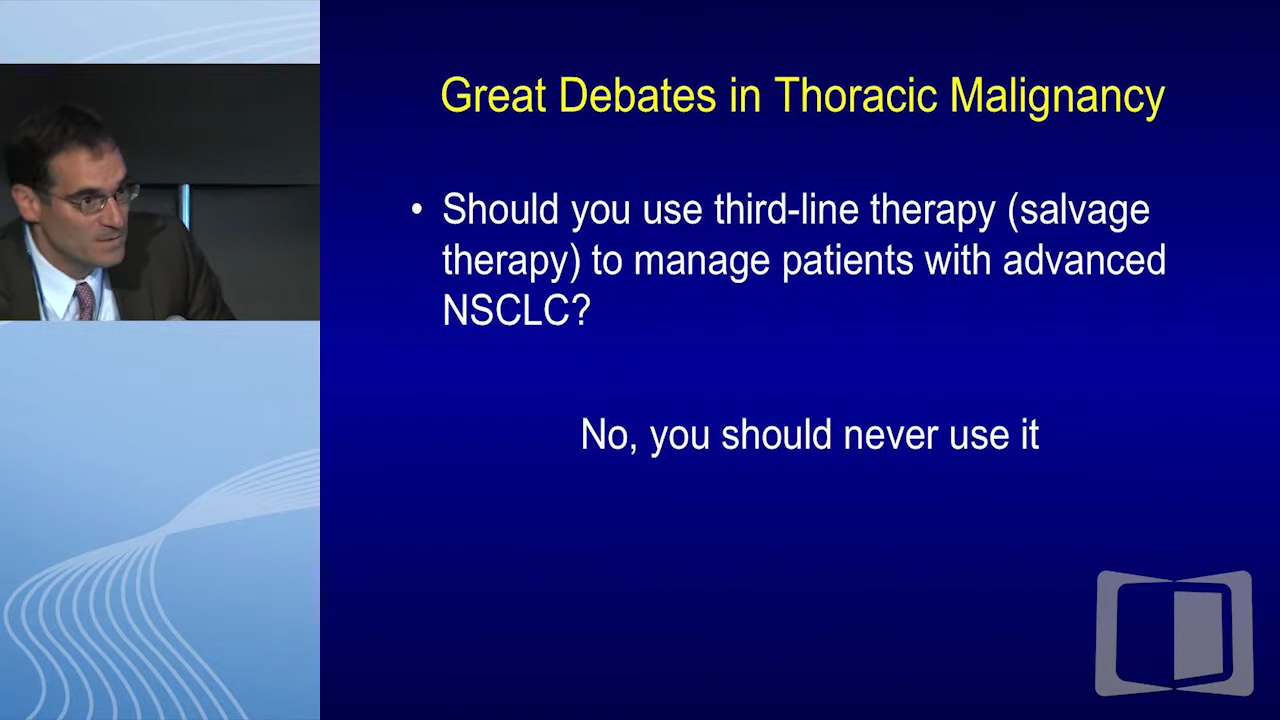 Great Debates in Thoracic Malignancy
• Should you use third-line therapy (salvage
therapy) to manage patients with advanced
NSCLC?
No, you should never use it